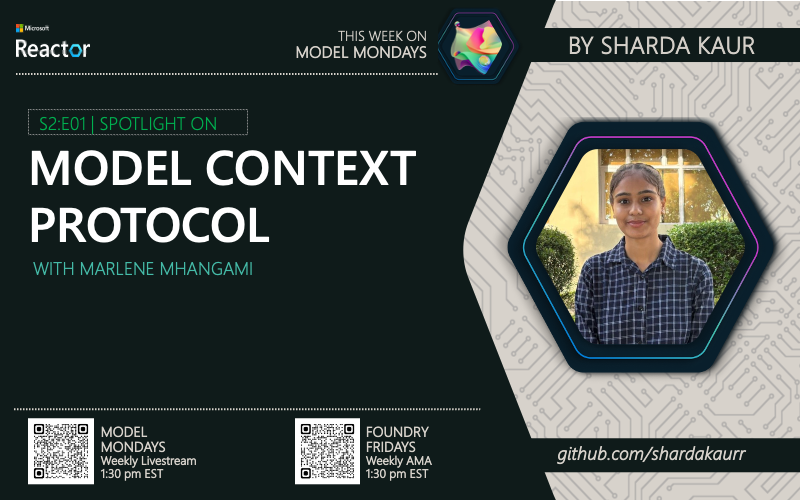 Microsoft
Reactor
THIS WEEK ON
MODEL MONDAYS
BY SHARDA KAUR
S2:E01 | SPOTLIGHT ON
MODEL CONTEXT
PROTOCOL
WITH MARLENE MHANGAMI
MODEL
MONDAYS
Weekly Livestream
1:30 pm EST
FOUNDRY
FRIDAYS
Weekly AMA
1:30 pm EST
github.com/shardakaurr